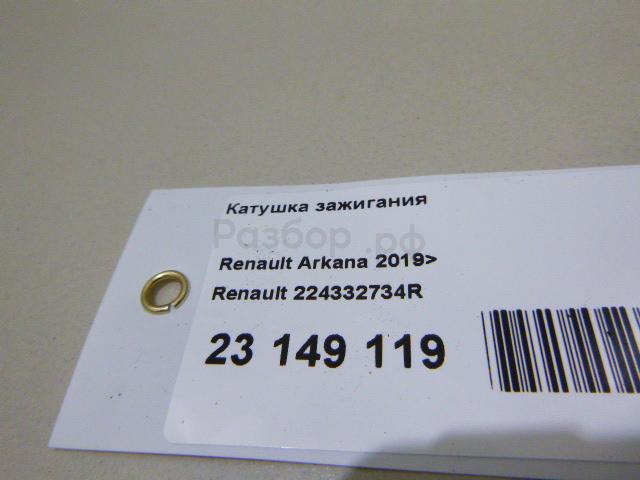 Катушка зажигания
Разбор.рф
Renault Arkana 2019>
Renault 224332734R
23 149 119